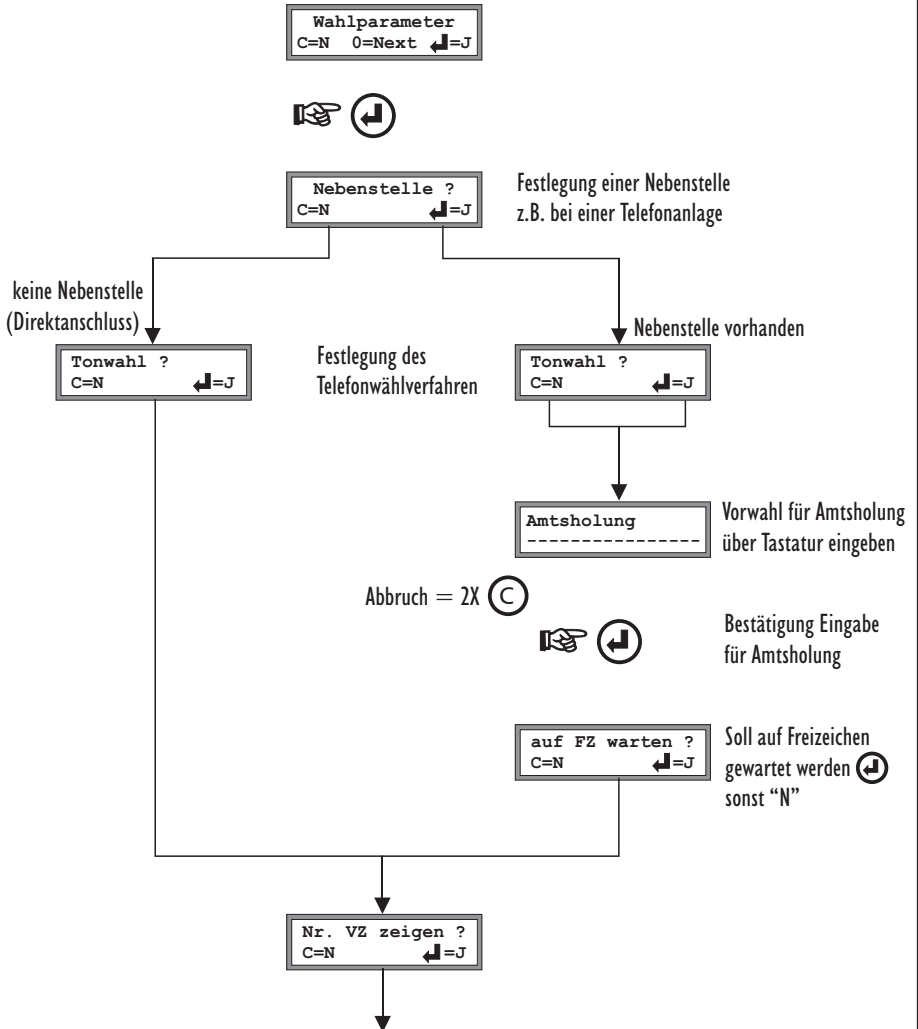 Wahlparameter
C=N 0=Next ↵=J
Nebenstelle ?
C=N ↵=J
Festlegung einer Nebenstelle
z.B. bei einer Telefonanlage
keine Nebenstelle
(Direktanschluss)
Nebenstelle vorhanden
Tonwahl ?
C=N ↵=J
Festlegung des
Telefonwählverfahren
Tonwahl ?
C=N ↵=J
Amtsholung
----------------
Vorwahl für Amtsholung
über Tastatur eingeben
Abbruch = 2X C
Bestätigung Eingabe
für Amtsholung
auf FZ warten ?
C=N ↵=J
Soll auf Freizeichen
gewartet werden ↵
sonst “N”
Nr. VZ zeigen ?
C=N ↵=J